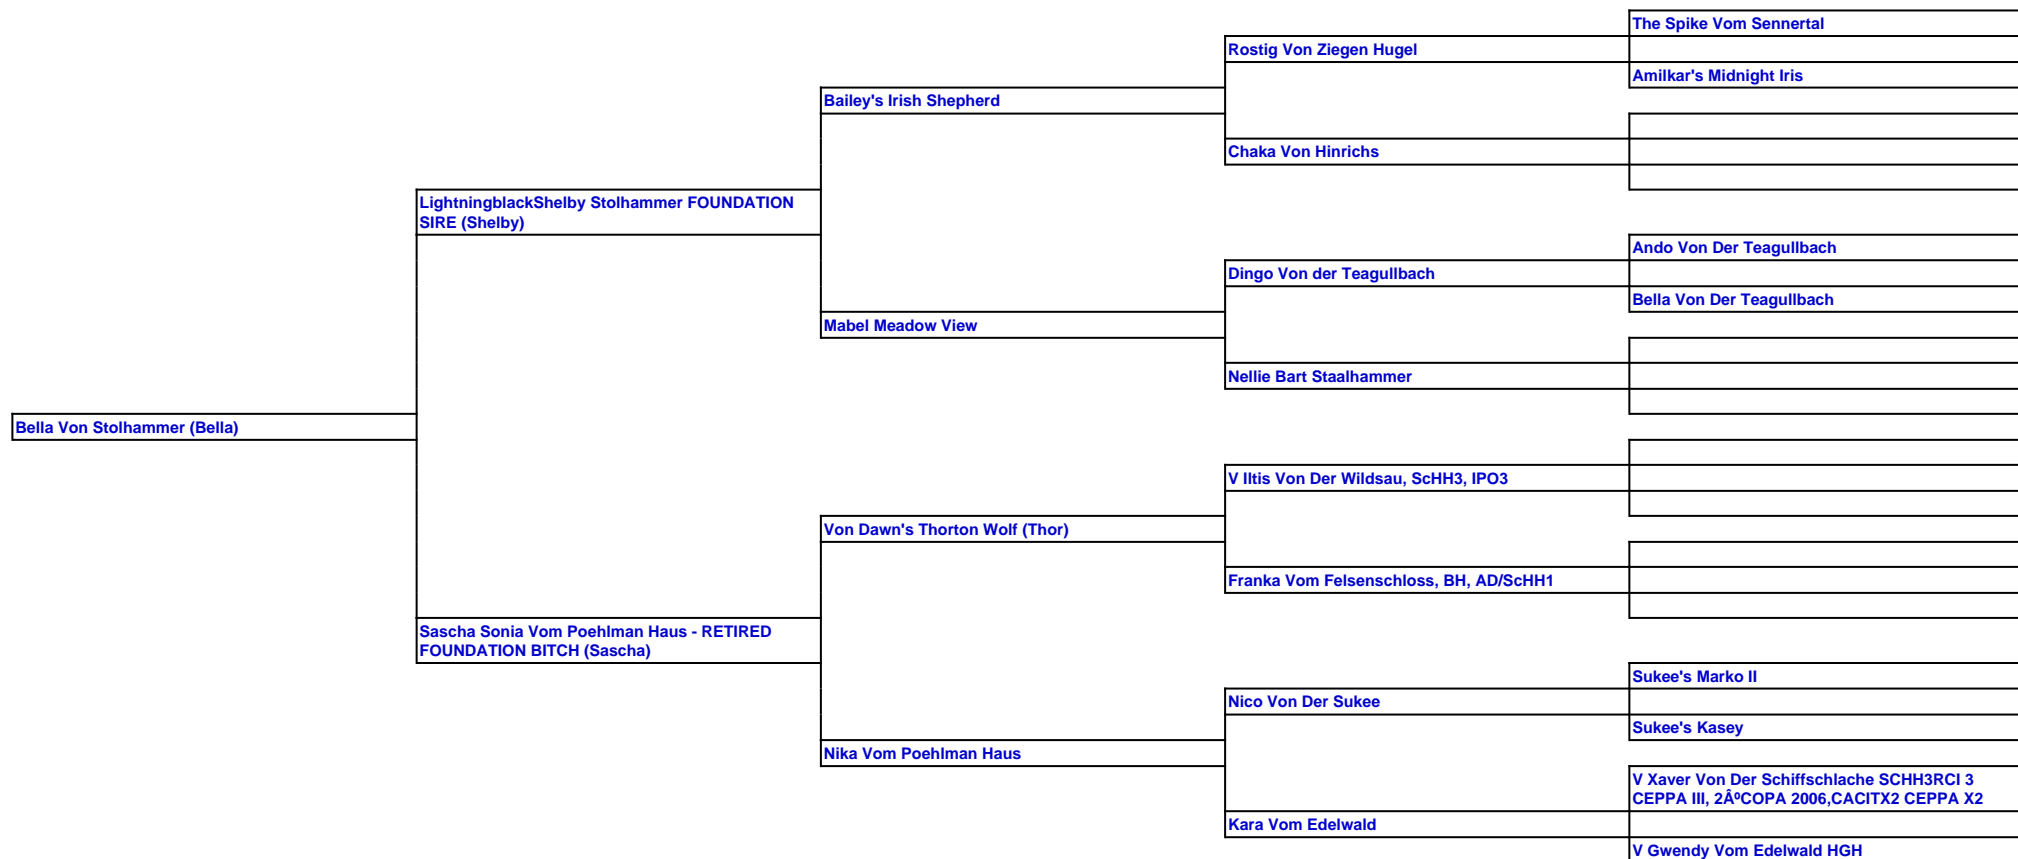 The Spike Vom Sennertal
Rostig Von Ziegen Hugel
Amilkar's Midnight Iris
Bailey's Irish Shepherd
Chaka Von Hinrichs
LightningblackShelby Stolhammer FOUNDATION
SIRE (Shelby)
Ando Von Der Teagullbach
Dingo Von der Teagullbach
Bella Von Der Teagullbach
Mabel Meadow View
Nellie Bart Staalhammer
Bella Von Stolhammer (Bella)
V Iltis Von Der Wildsau, ScHH3, IPO3
Von Dawn's Thorton Wolf (Thor)
Franka Vom Felsenschloss, BH, AD/ScHH1
Sascha Sonia Vom Poehlman Haus - RETIRED
FOUNDATION BITCH (Sascha)
Sukee's Marko II
Nico Von Der Sukee
Sukee's Kasey
Nika Vom Poehlman Haus
V Xaver Von Der Schiffschlache SCHH3RCI 3
CEPPA III, 2ÂºCOPA 2006,CACITX2 CEPPA X2
Kara Vom Edelwald
V Gwendy Vom Edelwald HGH